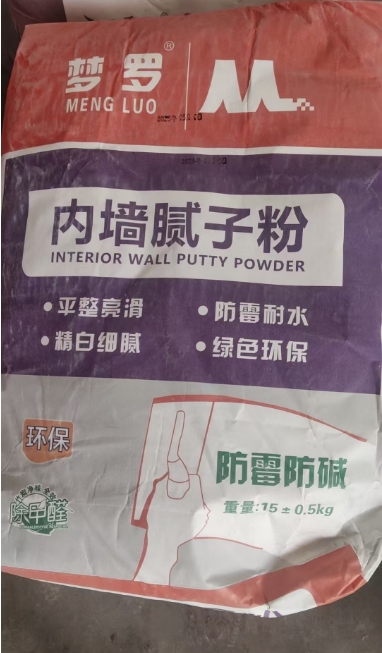 梦罗®
MENG LUO
内墙腻子粉
INTERIOR WALL PUTTY POWDER
•平整亮滑
•防霉耐水
•精白细腻
•绿色环保
环保
除甲醛
防霉防碱
重量:15±0.5kg